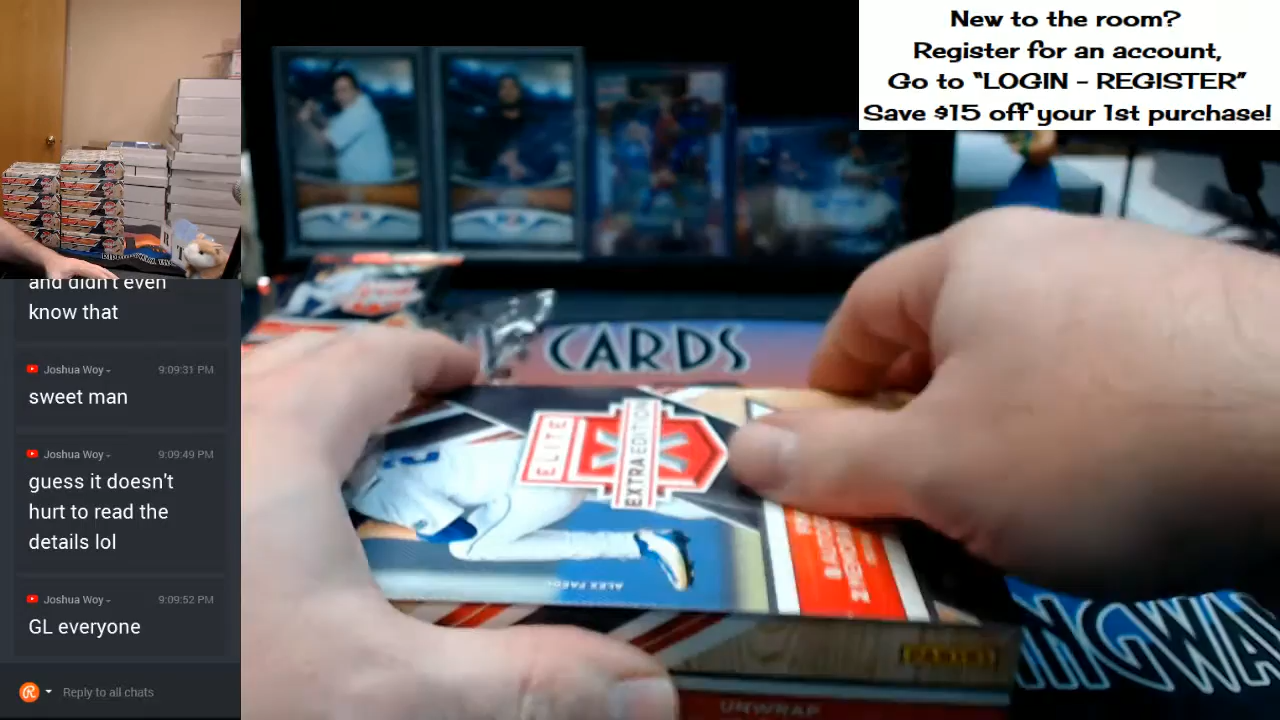 New to the room?
Register for an account,
Go to "LOGIN - REGISTER"
Save $15 off your 1st purchase!
and didn't even
know that
Joshua Woy
9:09:31 PM
sweet man
Joshua Woy
9:09:49 PM
guess it doesn't
hurt to read the
details lol
Joshua Woy
9:09:52 PM
GL everyone
Reply to all chats
CARDS
ELITE
EXTRA EDITION
PANINI
UNWRAP